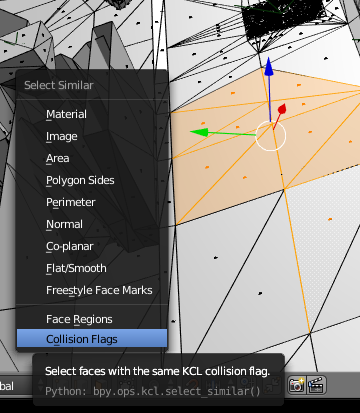 Select Similar
Material
Image
Area
Polygon Sides
Perimeter
Normal
Co-planar
Flat/Smooth
Freestyle Face Marks
Face Regions
Collision Flags
Select faces with the same KCL collision flag.
bal
Python: bpy.ops.kcl.select_similar()